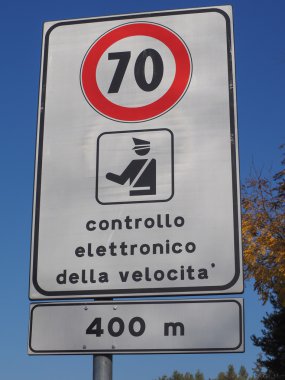 70
controllo
elettronico
della velocita'
400 m